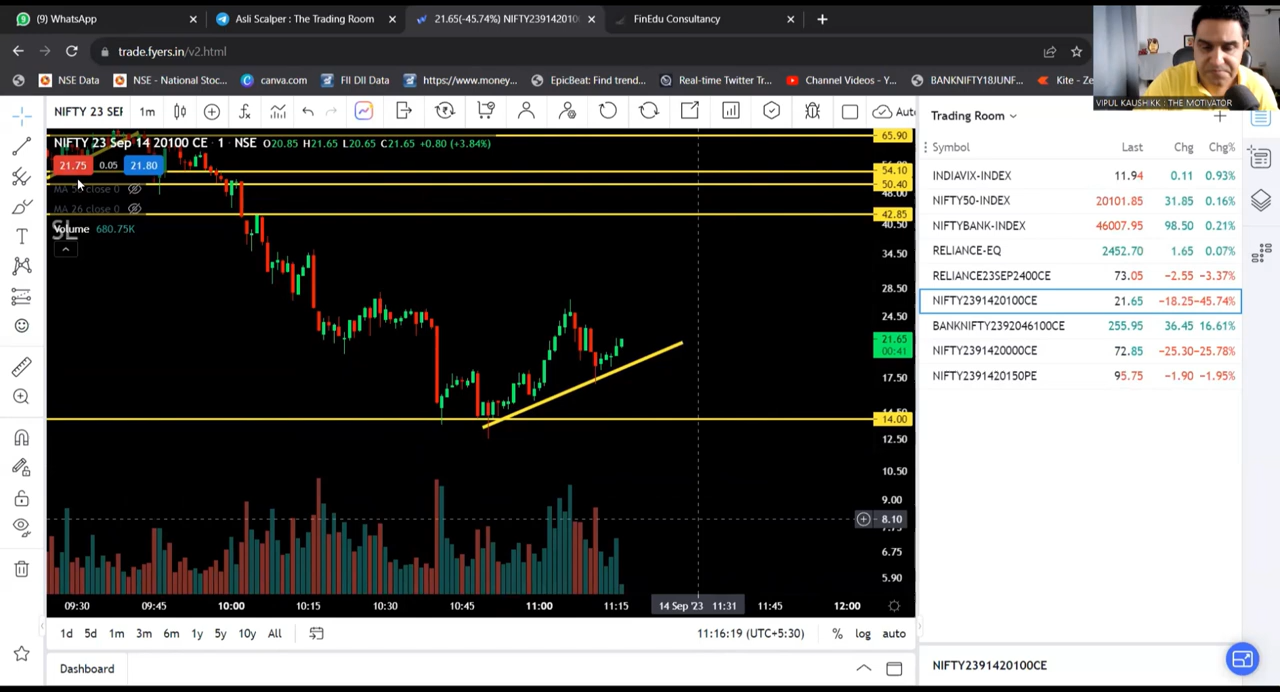 (9) WhatsApp
Asli Scalper : The Trading Room
21.65(-45.74%) NIFTY239142010
FinEdu Consultancy
trade.fyers.in/v2.html
NSE Data
NSE - National Stoc...
canva.com
FII DII Data
https://www.money...
EpicBeat: Find trend...
Real-time Twitter Tr...
Channel Videos - Y...
BANKNIFTY18JUNF...
Kite - Ze
VIPUL KAUSHIKK : THE MOTIVATOR
NIFTY 23 SEF
1m
Aut
NIFTY 23 Sep 14 20100 CE · 1 · NSE O20.85 H21.65 L20.65 C21.65 +0.80 (+3.84%)
21.75 0.05 21.80
MA 50 close 0
MA 26 close 0
SL
Volume 680.75K
65.90
54.10
50.40
48.00
42.85
40.50
34.50
28.50
24.50
21.65
00:41
17.50
14.00
12.50
10.50
9.00
8.10
6.75
5.90
09:30 09:45 10:00 10:15 10:30 10:45 11:00 11:15 14 Sep '23 11:31 11:45 12:00
1d 5d 1m 3m 6m 1y 5y 10y All
11:16:19 (UTC+5:30) % log auto
Dashboard
Trading Room
Symbol Last Chg Chg%
INDIAVIX-INDEX 11.94 0.11 0.93%
NIFTY50-INDEX 20101.85 31.85 0.16%
NIFTYBANK-INDEX 46007.95 98.50 0.21%
RELIANCE-EQ 2452.70 1.65 0.07%
RELIANCE23SEP2400CE 73.05 −2.55 −3.37%
NIFTY2391420100CE 21.65 −18.25 −45.74%
BANKNIFTY2392046100CE 255.95 36.45 16.61%
NIFTY2391420000CE 72.85 −25.30 −25.78%
NIFTY2391420150PE 95.75 −1.90 −1.95%
NIFTY2391420100CE